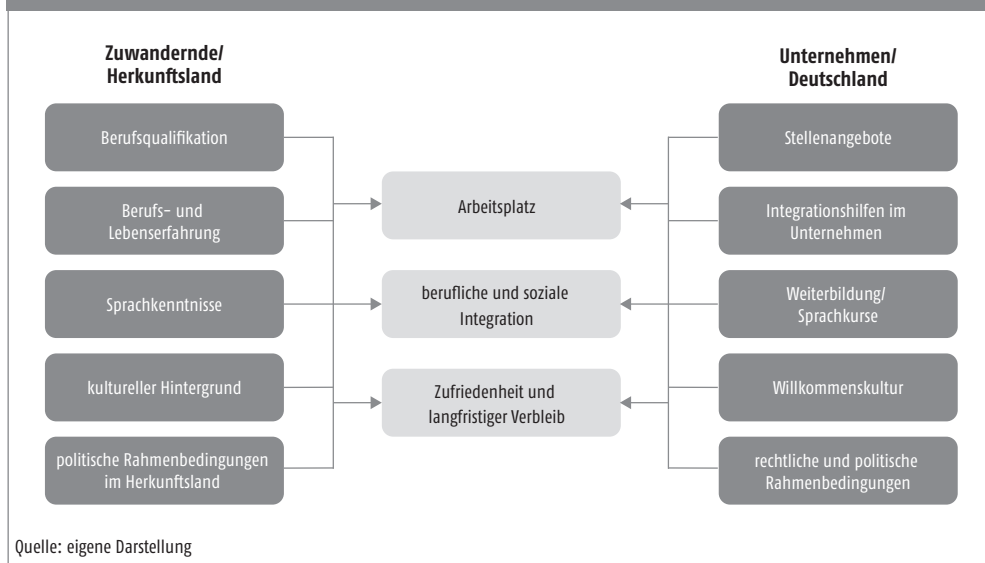 Zuwandernde/
Herkunftsland
Berufsqualifikation
Berufs- und
Lebenserfahrung
Sprachkenntnisse
kultureller Hintergrund
politische Rahmenbedingungen
im Herkunftsland
Arbeitsplatz
berufliche und soziale
Integration
Zufriedenheit und
langfristiger Verbleib
Unternehmen/
Deutschland
Stellenangebote
Integrationshilfen im
Unternehmen
Weiterbildung/
Sprachkurse
Willkommenskultur
rechtliche und politische
Rahmenbedingungen
Quelle: eigene Darstellung